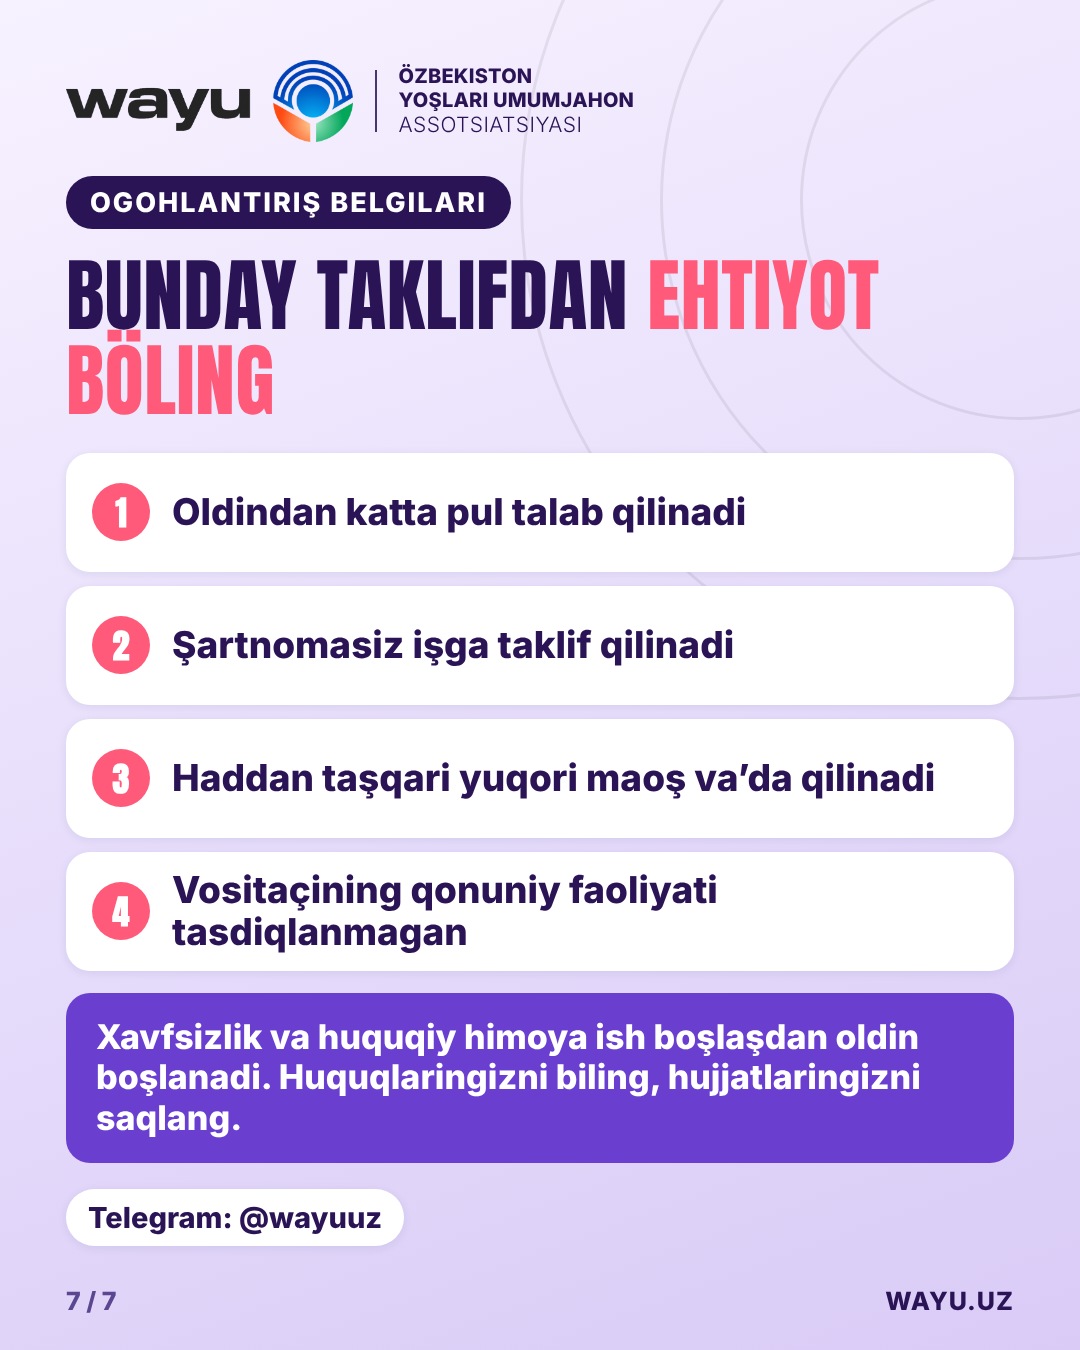 wayu
ÖZBEKISTON
YOŞLARI UMUMJAHON
ASSOTSIATSIYASI
OGOHLANTIRIŞ BELGILARI
BUNDAY TAKLIFDAN EHTIYOT
BÖLING
1 Oldindan katta pul talab qilinadi
2 Şartnomasiz işga taklif qilinadi
3 Haddan taşqari yuqori maoş va’da qilinadi
4 Vositaçining qonuniy faoliyati
tasdiqlanmagan
Xavfsizlik va huquqiy himoya ish boşlaşdan oldin
boşlanadi. Huquqlaringizni biling, hujjatlaringizni
saqlang.
Telegram: @wayuuz
7 / 7
WAYU.UZ